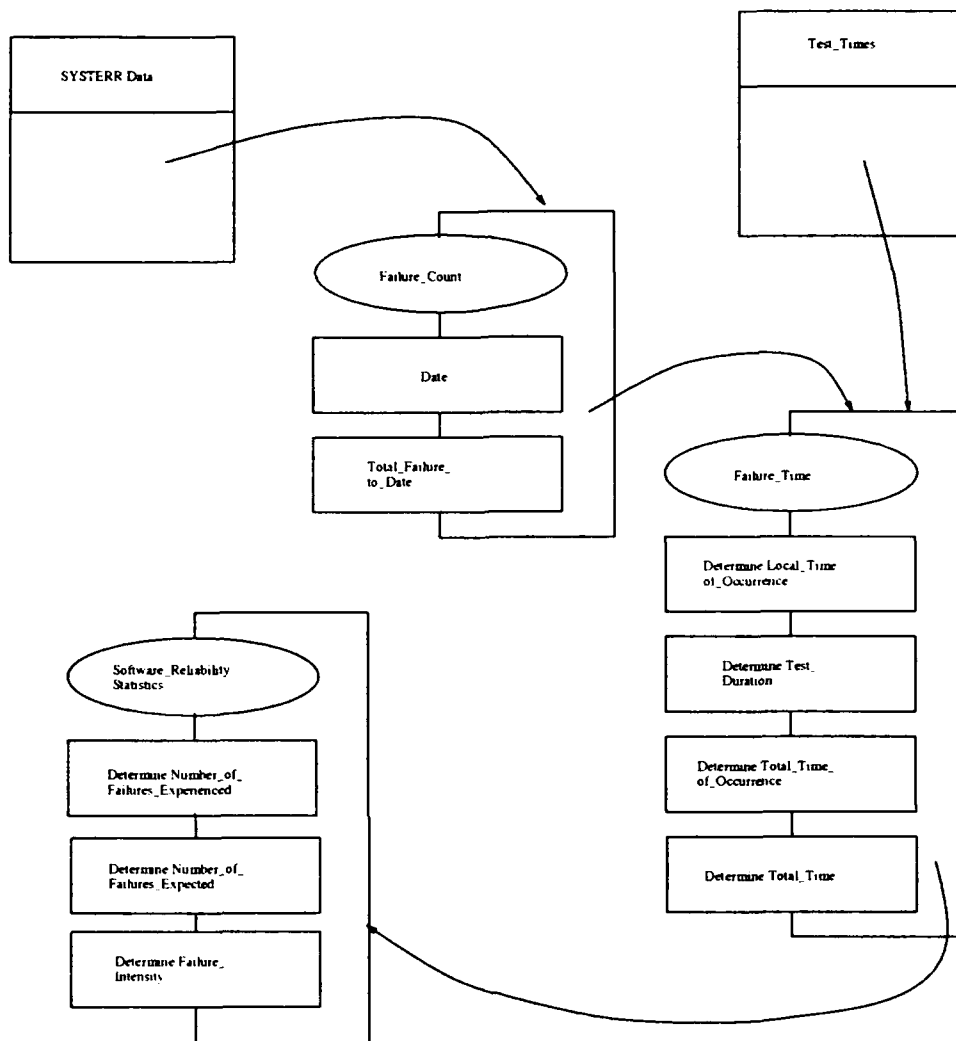 SYSTERR Data
Test_Times
Failure_Count
Date
Total_Failure_
to_Date
Failure_Time
Determine Local_Time
of_Occurrence
Determine Test_
Duration
Determine Total_Time_
of_Occurrence
Determine Total_Time
Software_Reliability
Statistics
Determine Number_of_
Failures_Experienced
Determine Number_of_
Failures_Expected
Determine Failure_
Intensity